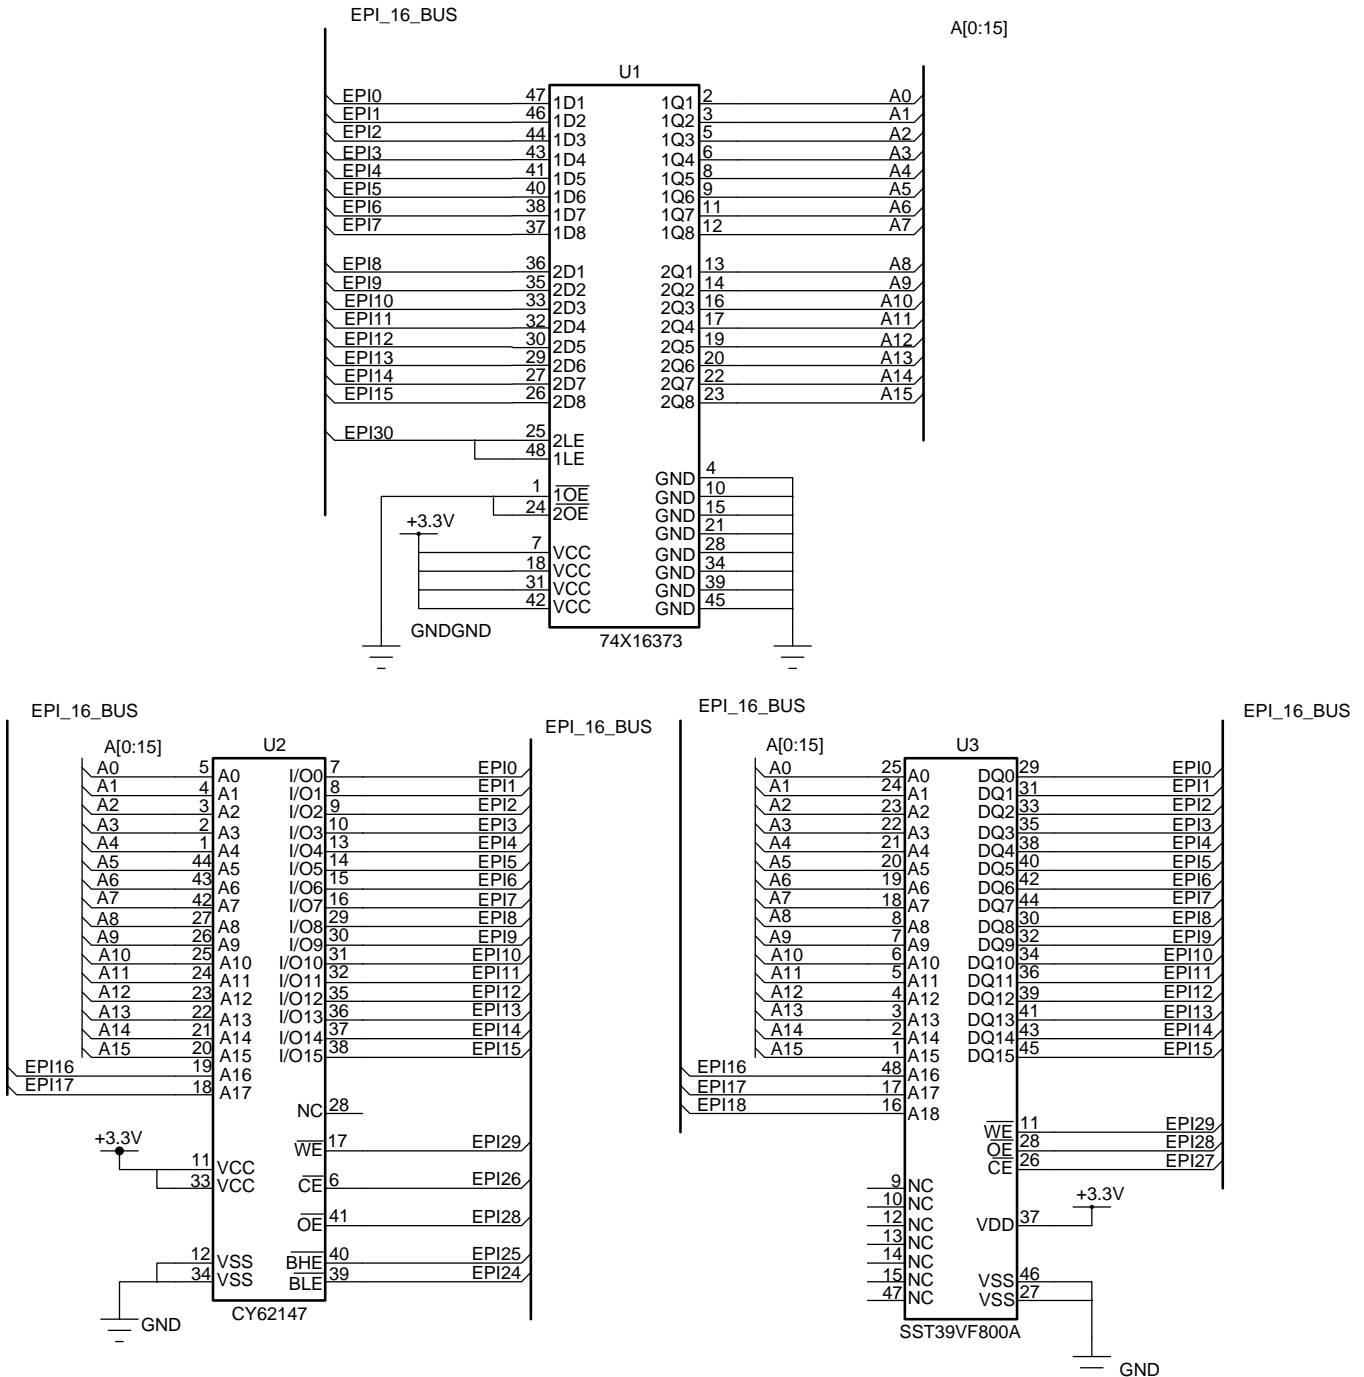 EPI_16_BUS
A[0:15]
U1
EPI0 47 1D1 1Q1 2 A0
EPI1 46 1D2 1Q2 3 A1
EPI2 44 1D3 1Q3 5 A2
EPI3 43 1D4 1Q4 6 A3
EPI4 41 1D5 1Q5 8 A4
EPI5 40 1D6 1Q6 9 A5
EPI6 38 1D7 1Q7 11 A6
EPI7 37 1D8 1Q8 12 A7
EPI8 36 2D1 2Q1 13 A8
EPI9 35 2D2 2Q2 14 A9
EPI10 33 2D3 2Q3 16 A10
EPI11 32 2D4 2Q4 17 A11
EPI12 30 2D5 2Q5 19 A12
EPI13 29 2D6 2Q6 20 A13
EPI14 27 2D7 2Q7 22 A14
EPI15 26 2D8 2Q8 23 A15
EPI30 25 2LE
48 1LE
GND 4
1 1OE GND 10
24 2OE GND 15
+3.3V GND 21
7 VCC GND 28
18 VCC GND 34
31 VCC GND 39
42 VCC GND 45
GNDGND
74X16373
EPI_16_BUS
EPI_16_BUS
A[0:15] U2
A0 5 A0 I/O0 7 EPI0
A1 4 A1 I/O1 8 EPI1
A2 3 A2 I/O2 9 EPI2
A3 2 A3 I/O3 10 EPI3
A4 1 A4 I/O4 13 EPI4
A5 44 A5 I/O5 14 EPI5
A6 43 A6 I/O6 15 EPI6
A7 42 A7 I/O7 16 EPI7
A8 27 A8 I/O8 29 EPI8
A9 26 A9 I/O9 30 EPI9
A10 25 A10 I/O10 31 EPI10
A11 24 A11 I/O11 32 EPI11
A12 23 A12 I/O12 35 EPI12
A13 22 A13 I/O13 36 EPI13
A14 21 A14 I/O14 37 EPI14
A15 20 A15 I/O15 38 EPI15
EPI16 19 A16
EPI17 18 A17
NC 28
+3.3V WE 17 EPI29
11 VCC
33 VCC CE 6 EPI26
OE 41 EPI28
12 VSS BHE 40 EPI25
34 VSS BLE 39 EPI24
GND
CY62147
EPI_16_BUS
EPI_16_BUS
A[0:15] U3
A0 25 A0 DQ0 29 EPI0
A1 24 A1 DQ1 31 EPI1
A2 23 A2 DQ2 33 EPI2
A3 22 A3 DQ3 35 EPI3
A4 21 A4 DQ4 38 EPI4
A5 20 A5 DQ5 40 EPI5
A6 19 A6 DQ6 42 EPI6
A7 18 A7 DQ7 44 EPI7
A8 8 A8 DQ8 30 EPI8
A9 7 A9 DQ9 32 EPI9
A10 6 A10 DQ10 34 EPI10
A11 5 A11 DQ11 36 EPI11
A12 4 A12 DQ12 39 EPI12
A13 3 A13 DQ13 41 EPI13
A14 2 A14 DQ14 43 EPI14
A15 1 A15 DQ15 45 EPI15
EPI16 48 A16
EPI17 17 A17
EPI18 16 A18
WE 11 EPI29
OE 28 EPI28
CE 26 EPI27
9 NC
10 NC +3.3V
12 NC VDD 37
13 NC
14 NC
15 NC VSS 46
47 NC VSS 27
SST39VF800A
GND